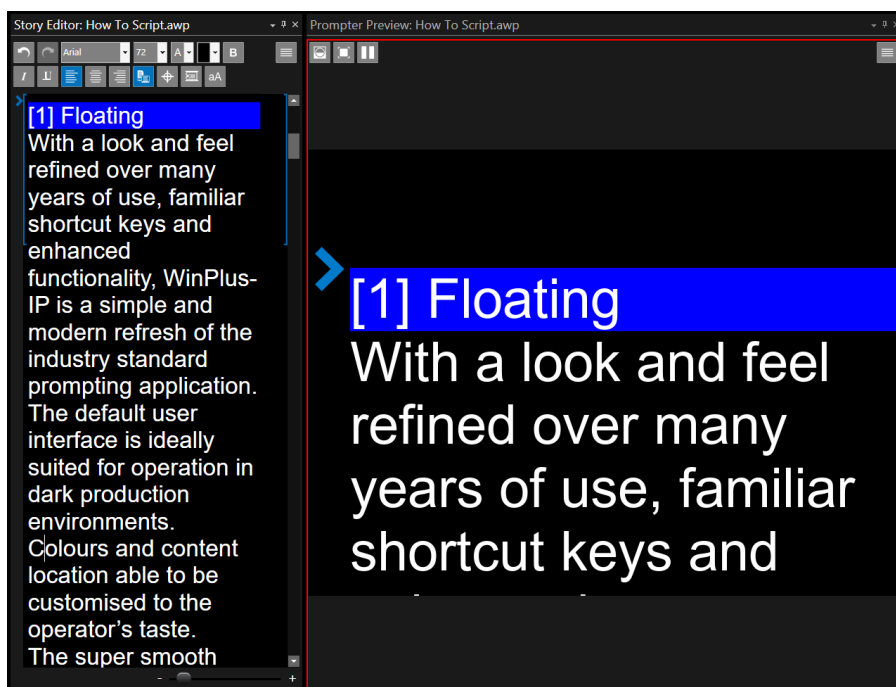 Story Editor: How To Script.awp
Prompter Preview: How To Script.awp
Arial
72
A
B
I
U
aA
[1] Floating
With a look and feel
refined over many
years of use, familiar
shortcut keys and
enhanced
functionality, WinPlus-
IP is a simple and
modern refresh of the
industry standard
prompting application.
The default user
interface is ideally
suited for operation in
dark production
environments.
Colours and content
location able to be
customised to the
operator’s taste.
The super smooth
- +
[1] Floating
With a look and feel
refined over many
years of use, familiar
shortcut keys and